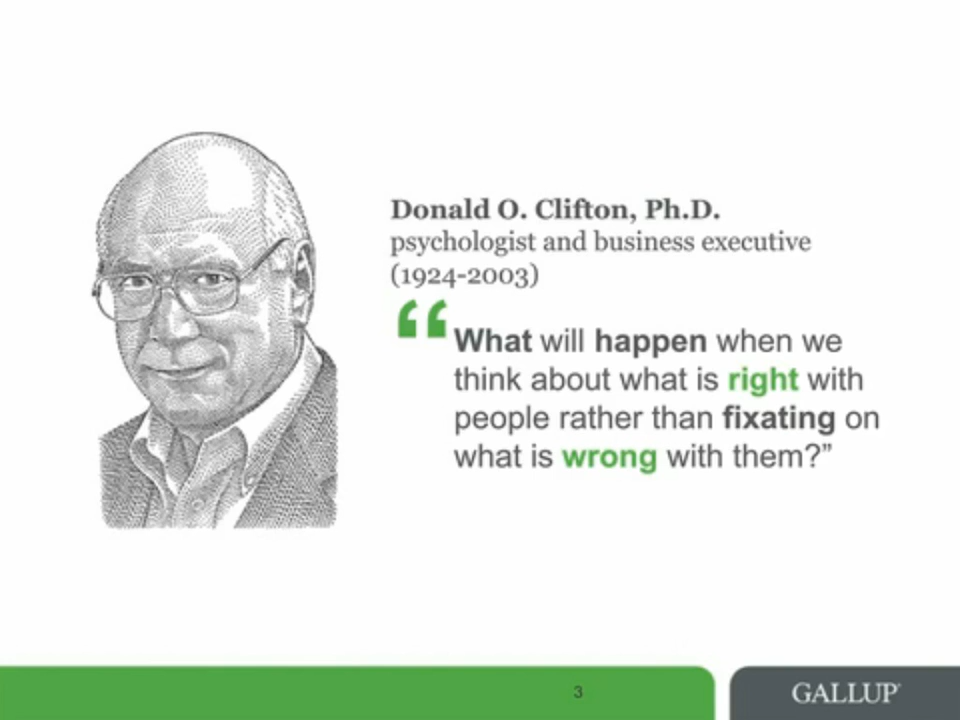 Donald O. Clifton, Ph.D.
psychologist and business executive
(1924-2003)
“What will happen when we
think about what is right with
people rather than fixating on
what is wrong with them?”
3
GALLUP®